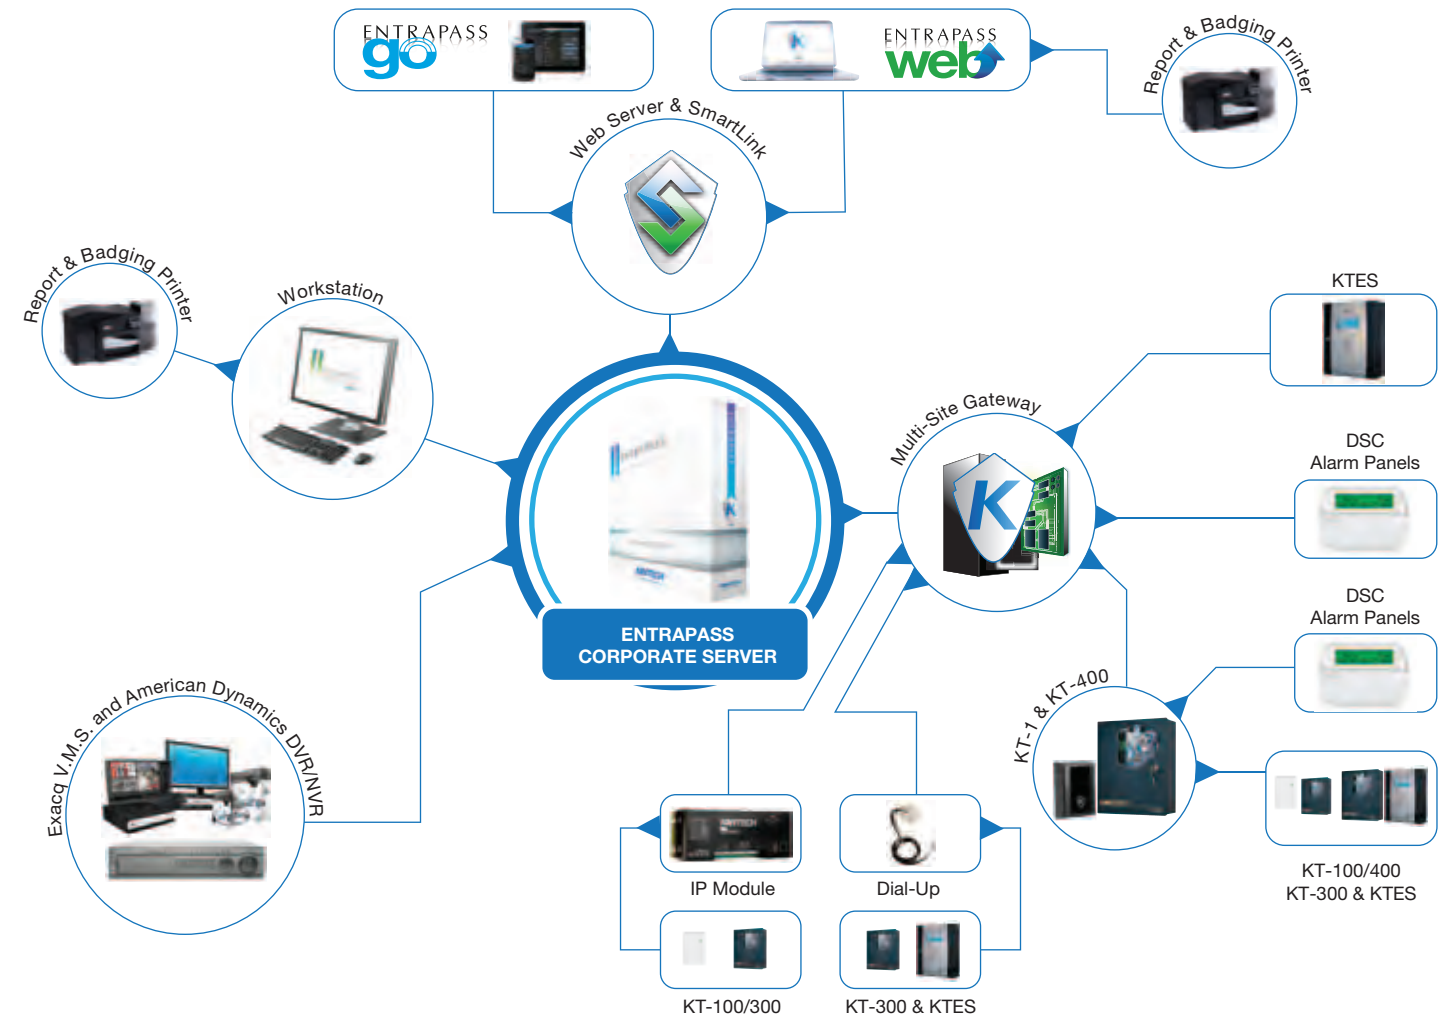 ENTRAPASS
go
ENTRAPASS
web
Report & Badging Printer
Web Server & SmartLink
Report & Badging Printer
Workstation
KTES
Multi-Site Gateway
K
DSC
Alarm Panels
ENTRAPASS
CORPORATE SERVER
DSC
Alarm Panels
KT-1 & KT-400
Exacq V.M.S. and American Dynamics DVR/NVR
IP Module
Dial-Up
KT-100/400
KT-300 & KTES
KT-100/300
KT-300 & KTES